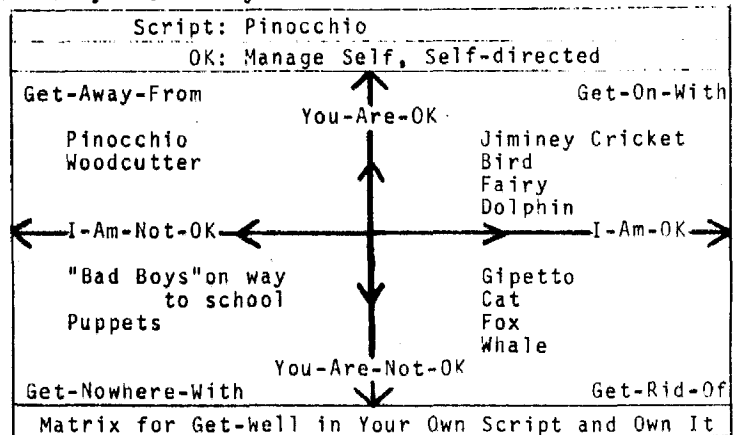 Script: Pinocchio
OK: Manage Self, Self-directed
Get-Away-From
Get-On-With
You-Are-OK
Pinocchio
Woodcutter
Jiminey Cricket
Bird
Fairy
Dolphin
I-Am-Not-OK
I-Am-OK
"Bad Boys"on way
to school
Puppets
Gipetto
Cat
Fox
Whale
You-Are-Not-OK
Get-Nowhere-With
Get-Rid-Of
Matrix for Get-well in Your Own Script and Own It